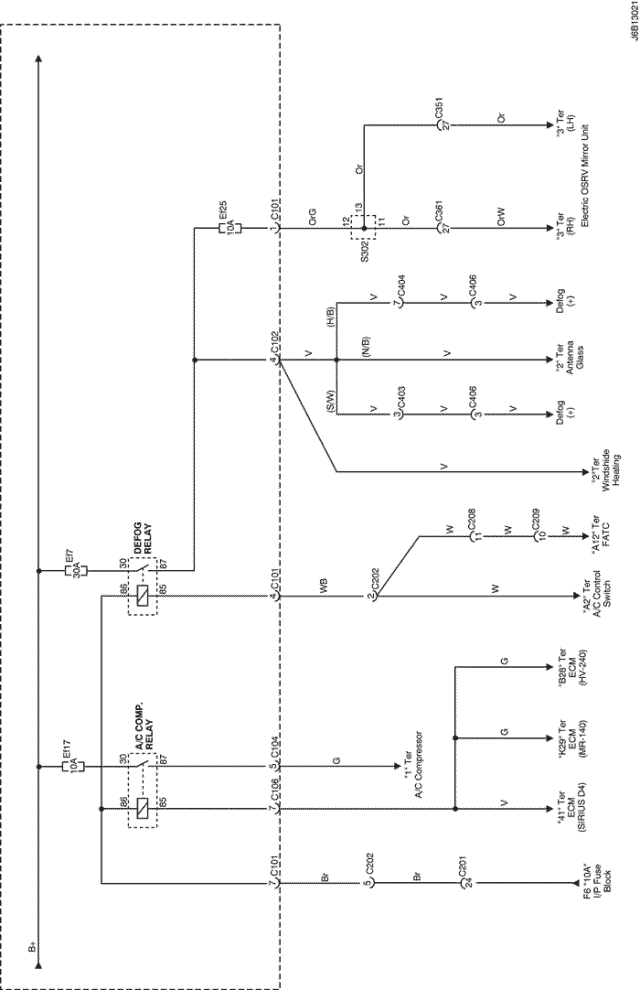 J6B13021
B+
Ef17
10A
A/C COMP.
RELAY
30
87
86
85
Ef7
30A
DEFOG
RELAY
30
87
86
85
Ef25
10A
7 C101
7 C106
5 C104
4 C101
4 C102
1 C101
Br
5 C202
Br
24 C201
F6 "10A"
I/P Fuse
Block
V
"41" Ter
ECM
(SIRIUS D4)
G
"K29" Ter
ECM
(MR-140)
G
"B28" Ter
ECM
(HV-240)
G
"1" Ter
A/C Compressor
WB
2 C202
W
"A2" Ter
A/C Control
Switch
W
11 C208
W
10 C209
W
"A12" Ter
FATC
V
"2"Ter
Windshide
Heating
V
(S/W)
V
3 C403
V
3 C406
V
Defog
(+)
(N/B)
V
"2" Ter
Antenna
Glass
(H/B)
V
7 C404
V
3 C406
V
Defog
(+)
OrG
12
13
11
S302
Or
27 C361
OrW
"3" Ter
(RH)
Or
27 C351
Or
"3" Ter
(LH)
Electric OSRV Mirror Unit